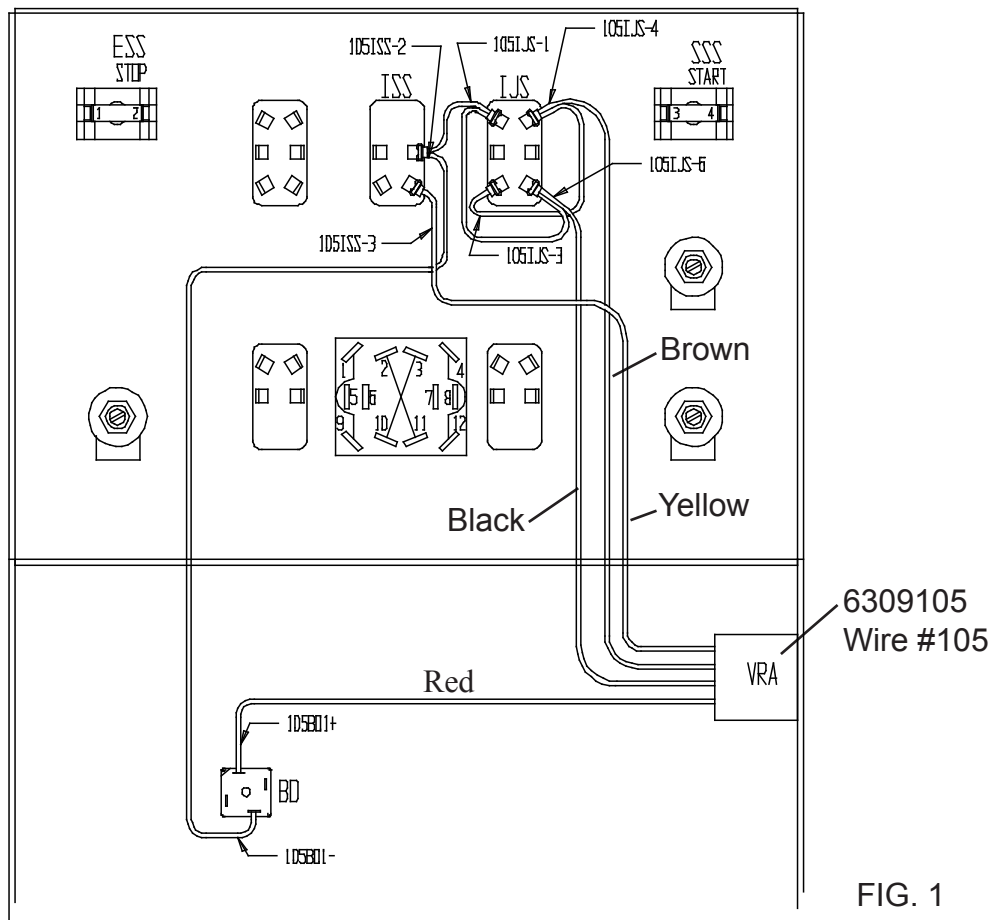 ESS
STOP
1 2
105ISS-2
ISS
105IJS-1
IJS
105IJS-4
SSS
START
3 4
105IJS-6
105ISS-3
105IJS-3
Brown
1 2 3 4
5 6 7 8
9 10 11 12
Black
Yellow
6309105
Wire #105
VRA
Red
105BD1+
BD
105BD1-
FIG. 1